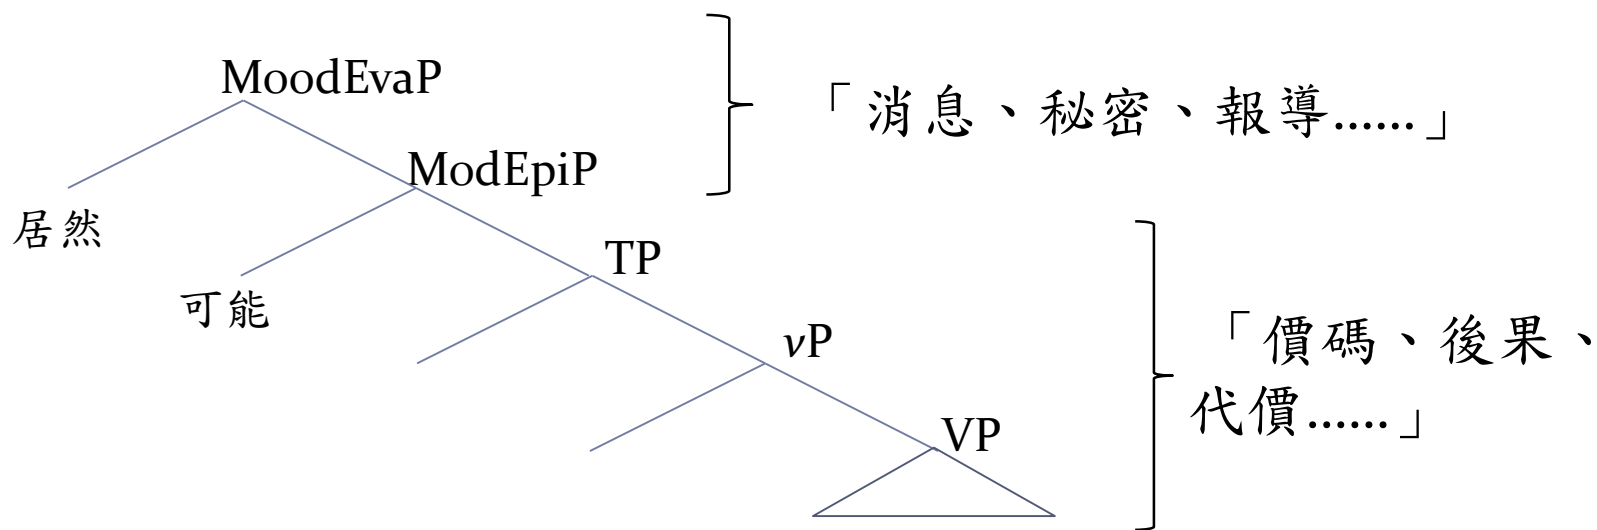 MoodEvaP
「消息、秘密、報導……」
ModEpiP
居然
TP
可能
vP
「價碼、後果、
代價……」
VP